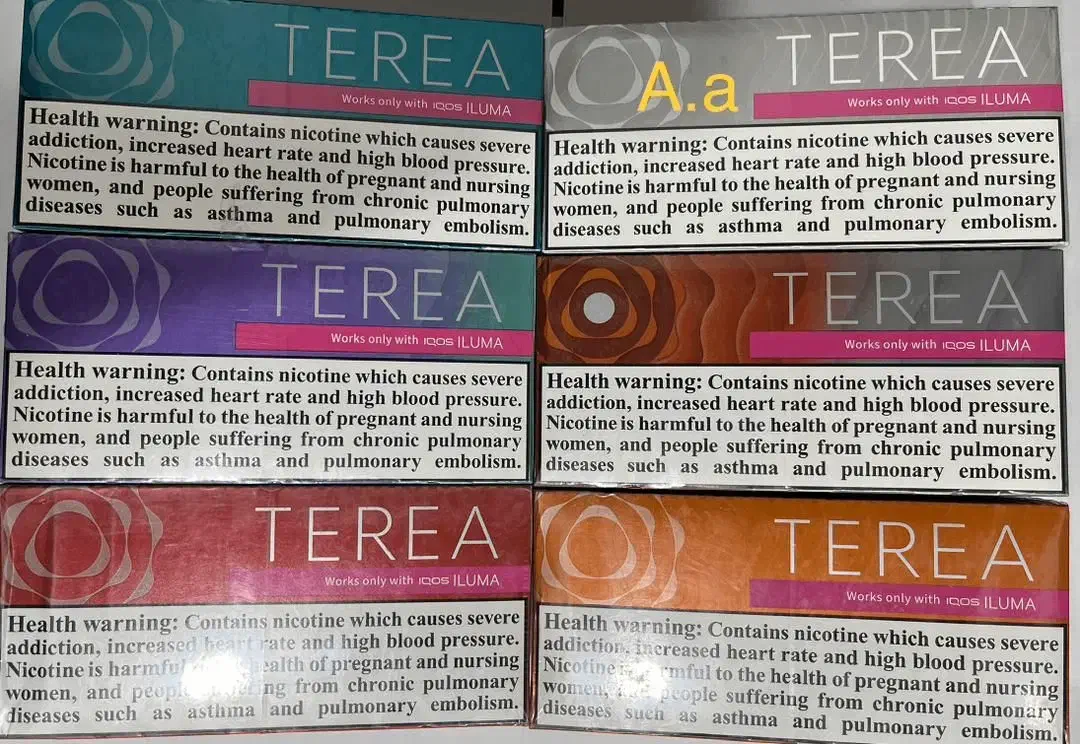 TEREA
Works only with IQOS ILUMA
Health warning: Contains nicotine which causes severe
addiction, increased heart rate and high blood pressure.
Nicotine is harmful to the health of pregnant and nursing
women, and people suffering from chronic pulmonary
diseases such as asthma and pulmonary embolism.
A.a
TEREA
Works only with IQOS ILUMA
Health warning: Contains nicotine which causes severe
addiction, increased heart rate and high blood pressure.
Nicotine is harmful to the health of pregnant and nursing
women, and people suffering from chronic pulmonary
diseases such as asthma and pulmonary embolism.
TEREA
Works only with IQOS ILUMA
Health warning: Contains nicotine which causes severe
addiction, increased heart rate and high blood pressure.
Nicotine is harmful to the health of pregnant and nursing
women, and people suffering from chronic pulmonary
diseases such as asthma and pulmonary embolism.
TEREA
Works only with IQOS ILUMA
Health warning: Contains nicotine which causes severe
addiction, increased heart rate and high blood pressure.
Nicotine is harmful to the health of pregnant and nursing
women, and people suffering from chronic pulmonary
diseases such as asthma and pulmonary embolism.
TEREA
Works only with IQOS ILUMA
Health warning: Contains nicotine which causes severe
addiction, increased heart rate and high blood pressure.
Nicotine is health of pregnant and nursing
women, and from chronic pulmonary
diseases such as asthma and pulmonary embolism.
TEREA
Works only with IQOS ILUMA
Health warning: Contains nicotine which causes severe
addiction, increased heart rate and high blood pressure.
Nicotine to the health of pregnant and nursing
women, people suffering from chronic pulmonary
diseases such as asthma and pulmonary embolism.